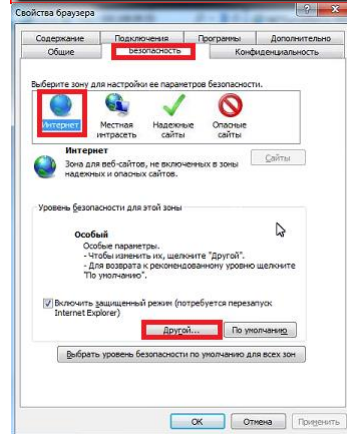 Свойства браузера
Содержание Подключения Программы Дополнительно
Общие Безопасность Конфиденциальность
Выберите зону для настройки ее параметров безопасности.
Интернет Местная интрасеть Надежные сайты Опасные сайты
Интернет
Сайты
Зона для веб-сайтов, не включенных в зоны
надежных и опасных сайтов.
Уровень безопасности для этой зоны
Особый
Особые параметры.
- Чтобы изменить их, щелкните "Другой".
- Для возврата к рекомендованному уровню щелкните
"По умолчанию".
Включить защищенный режим (потребуется перезапуск
Internet Explorer)
Другой... По умолчанию
Выбрать уровень безопасности по умолчанию для всех зон
ОК Отмена Применить